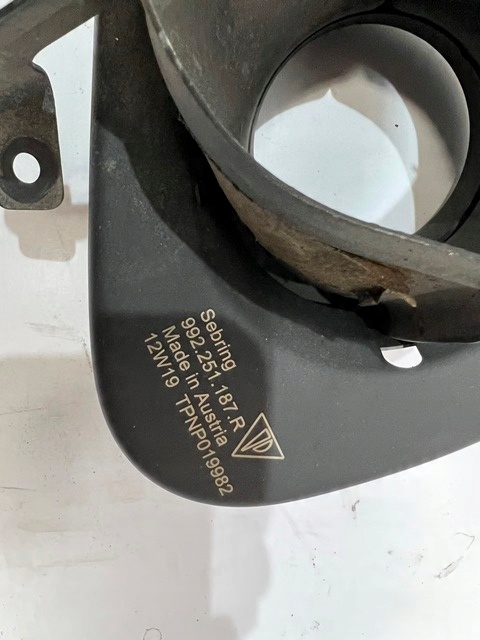 Sebring
992.251.187.R
Made in Austria
12W19 TPNP019982